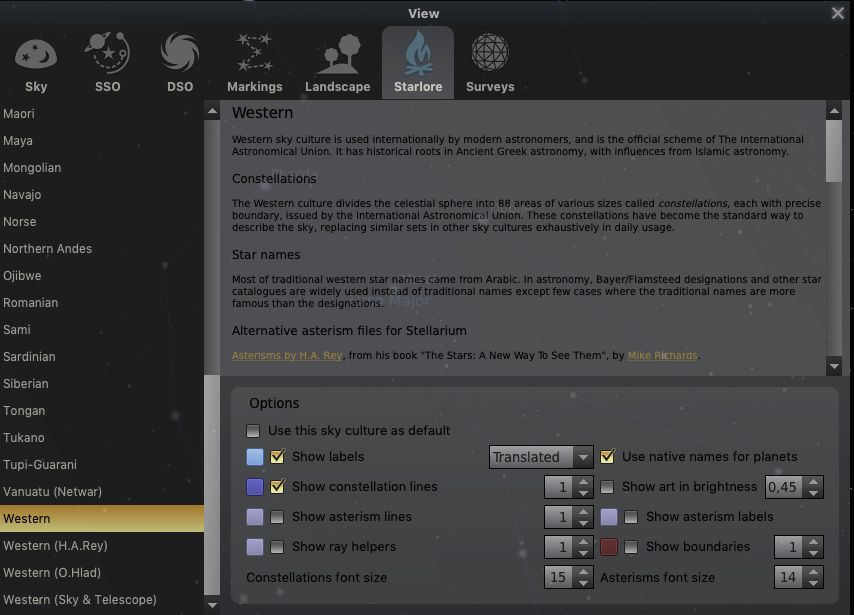 View
Sky
SSO
DSO
Markings
Landscape
Starlore
Surveys
Maori
Maya
Mongolian
Navajo
Norse
Northern Andes
Ojibwe
Romanian
Sami
Sardinian
Siberian
Tongan
Tukano
Tupi-Guarani
Vanuatu (Netwar)
Western
Western (H.A.Rey)
Western (O.Hlad)
Western (Sky & Telescope)
Western
Western sky culture is used internationally by modern astronomers, and is the official scheme of The International
Astronomical Union. It has historical roots in Ancient Greek astronomy, with influences from Islamic astronomy.
Constellations
The Western culture divides the celestial sphere into 88 areas of various sizes called constellations, each with precise
boundary, issued by the International Astronomical Union. These constellations have become the standard way to
describe the sky, replacing similar sets in other sky cultures exhaustively in daily usage.
Star names
Most of traditional western star names came from Arabic. In astronomy, Bayer/Flamsteed designations and other star
catalogues are widely used instead of traditional names except few cases where the traditional names are more
famous than the designations.
Major
Alternative asterism files for Stellarium
Asterisms by H.A. Rey, from his book "The Stars: A New Way To See Them", by Mike Richards.
Options
Use this sky culture as default
Show labels
Translated
Use native names for planets
Show constellation lines
1
Show art in brightness
0,45
Show asterism lines
1
Show asterism labels
Show ray helpers
1
Show boundaries
1
Constellations font size
15
Asterisms font size
14